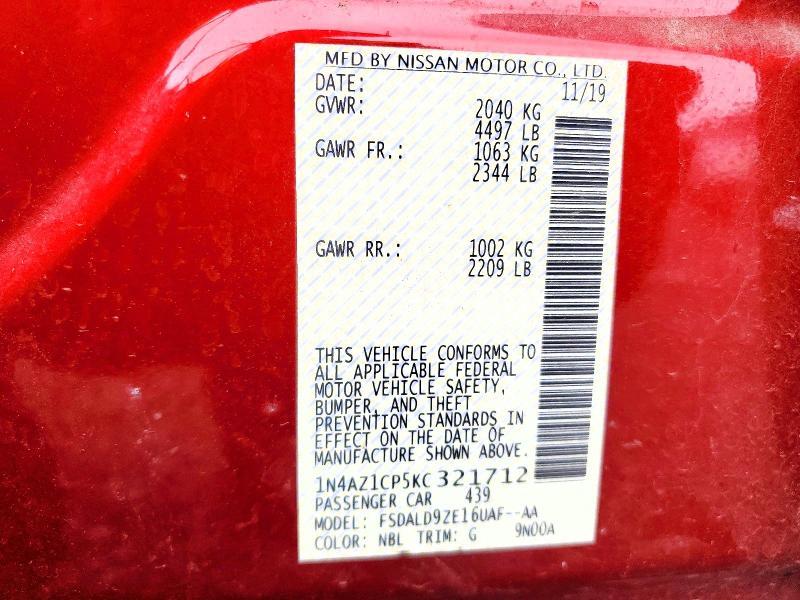 MFD BY NISSAN MOTOR CO., LTD.
DATE: 11/19
GVWR: 2040 KG
4497 LB
GAWR FR.: 1063 KG
2344 LB
GAWR RR.: 1002 KG
2209 LB
THIS VEHICLE CONFORMS TO
ALL APPLICABLE FEDERAL
MOTOR VEHICLE SAFETY,
BUMPER, AND THEFT
PREVENTION STANDARDS IN
EFFECT ON THE DATE OF
MANUFACTURE SHOWN ABOVE.
1N4AZ1CP5KC321712
PASSENGER CAR 439
MODEL: FSDALD9ZE16UAF--AA
COLOR: NBL TRIM: G 9N00A